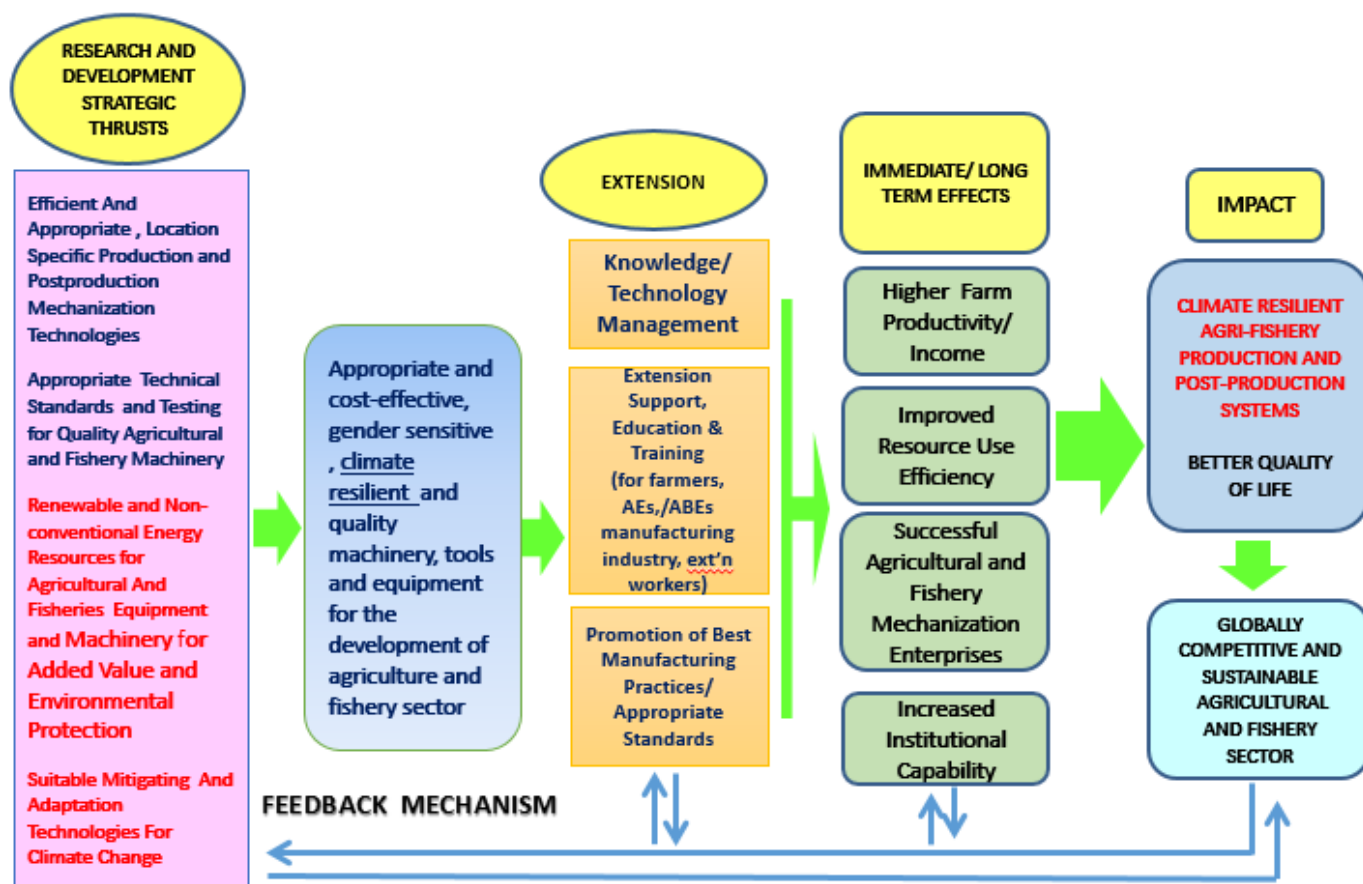 RESEARCH AND
DEVELOPMENT
STRATEGIC
THRUSTS
Efficient And
Appropriate , Location
Specific Production and
Postproduction
Mechanization
Technologies
Appropriate Technical
Standards and Testing
for Quality Agricultural
and Fishery Machinery
Renewable and Non-
conventional Energy
Resources for
Agricultural And
Fisheries Equipment
and Machinery for
Added Value and
Environmental
Protection
Suitable Mitigating And
Adaptation
Technologies For
Climate Change
Appropriate and
cost-effective,
gender sensitive
, climate
resilient and
quality
machinery, tools
and equipment
for the
development of
agriculture and
fishery sector
EXTENSION
Knowledge/
Technology
Management
Extension
Support,
Education &
Training
(for farmers,
AEs,/ABEs
manufacturing
industry, ext'n
workers)
Promotion of Best
Manufacturing
Practices/
Appropriate
Standards
IMMEDIATE/ LONG
TERM EFFECTS
Higher Farm
Productivity/
Income
Improved
Resource Use
Efficiency
Successful
Agricultural and
Fishery
Mechanization
Enterprises
Increased
Institutional
Capability
IMPACT
CLIMATE RESILIENT
AGRI-FISHERY
PRODUCTION AND
POST-PRODUCTION
SYSTEMS
BETTER QUALITY
OF LIFE
GLOBALLY
COMPETITIVE AND
SUSTAINABLE
AGRICULTURAL
AND FISHERY
SECTOR
FEEDBACK MECHANISM